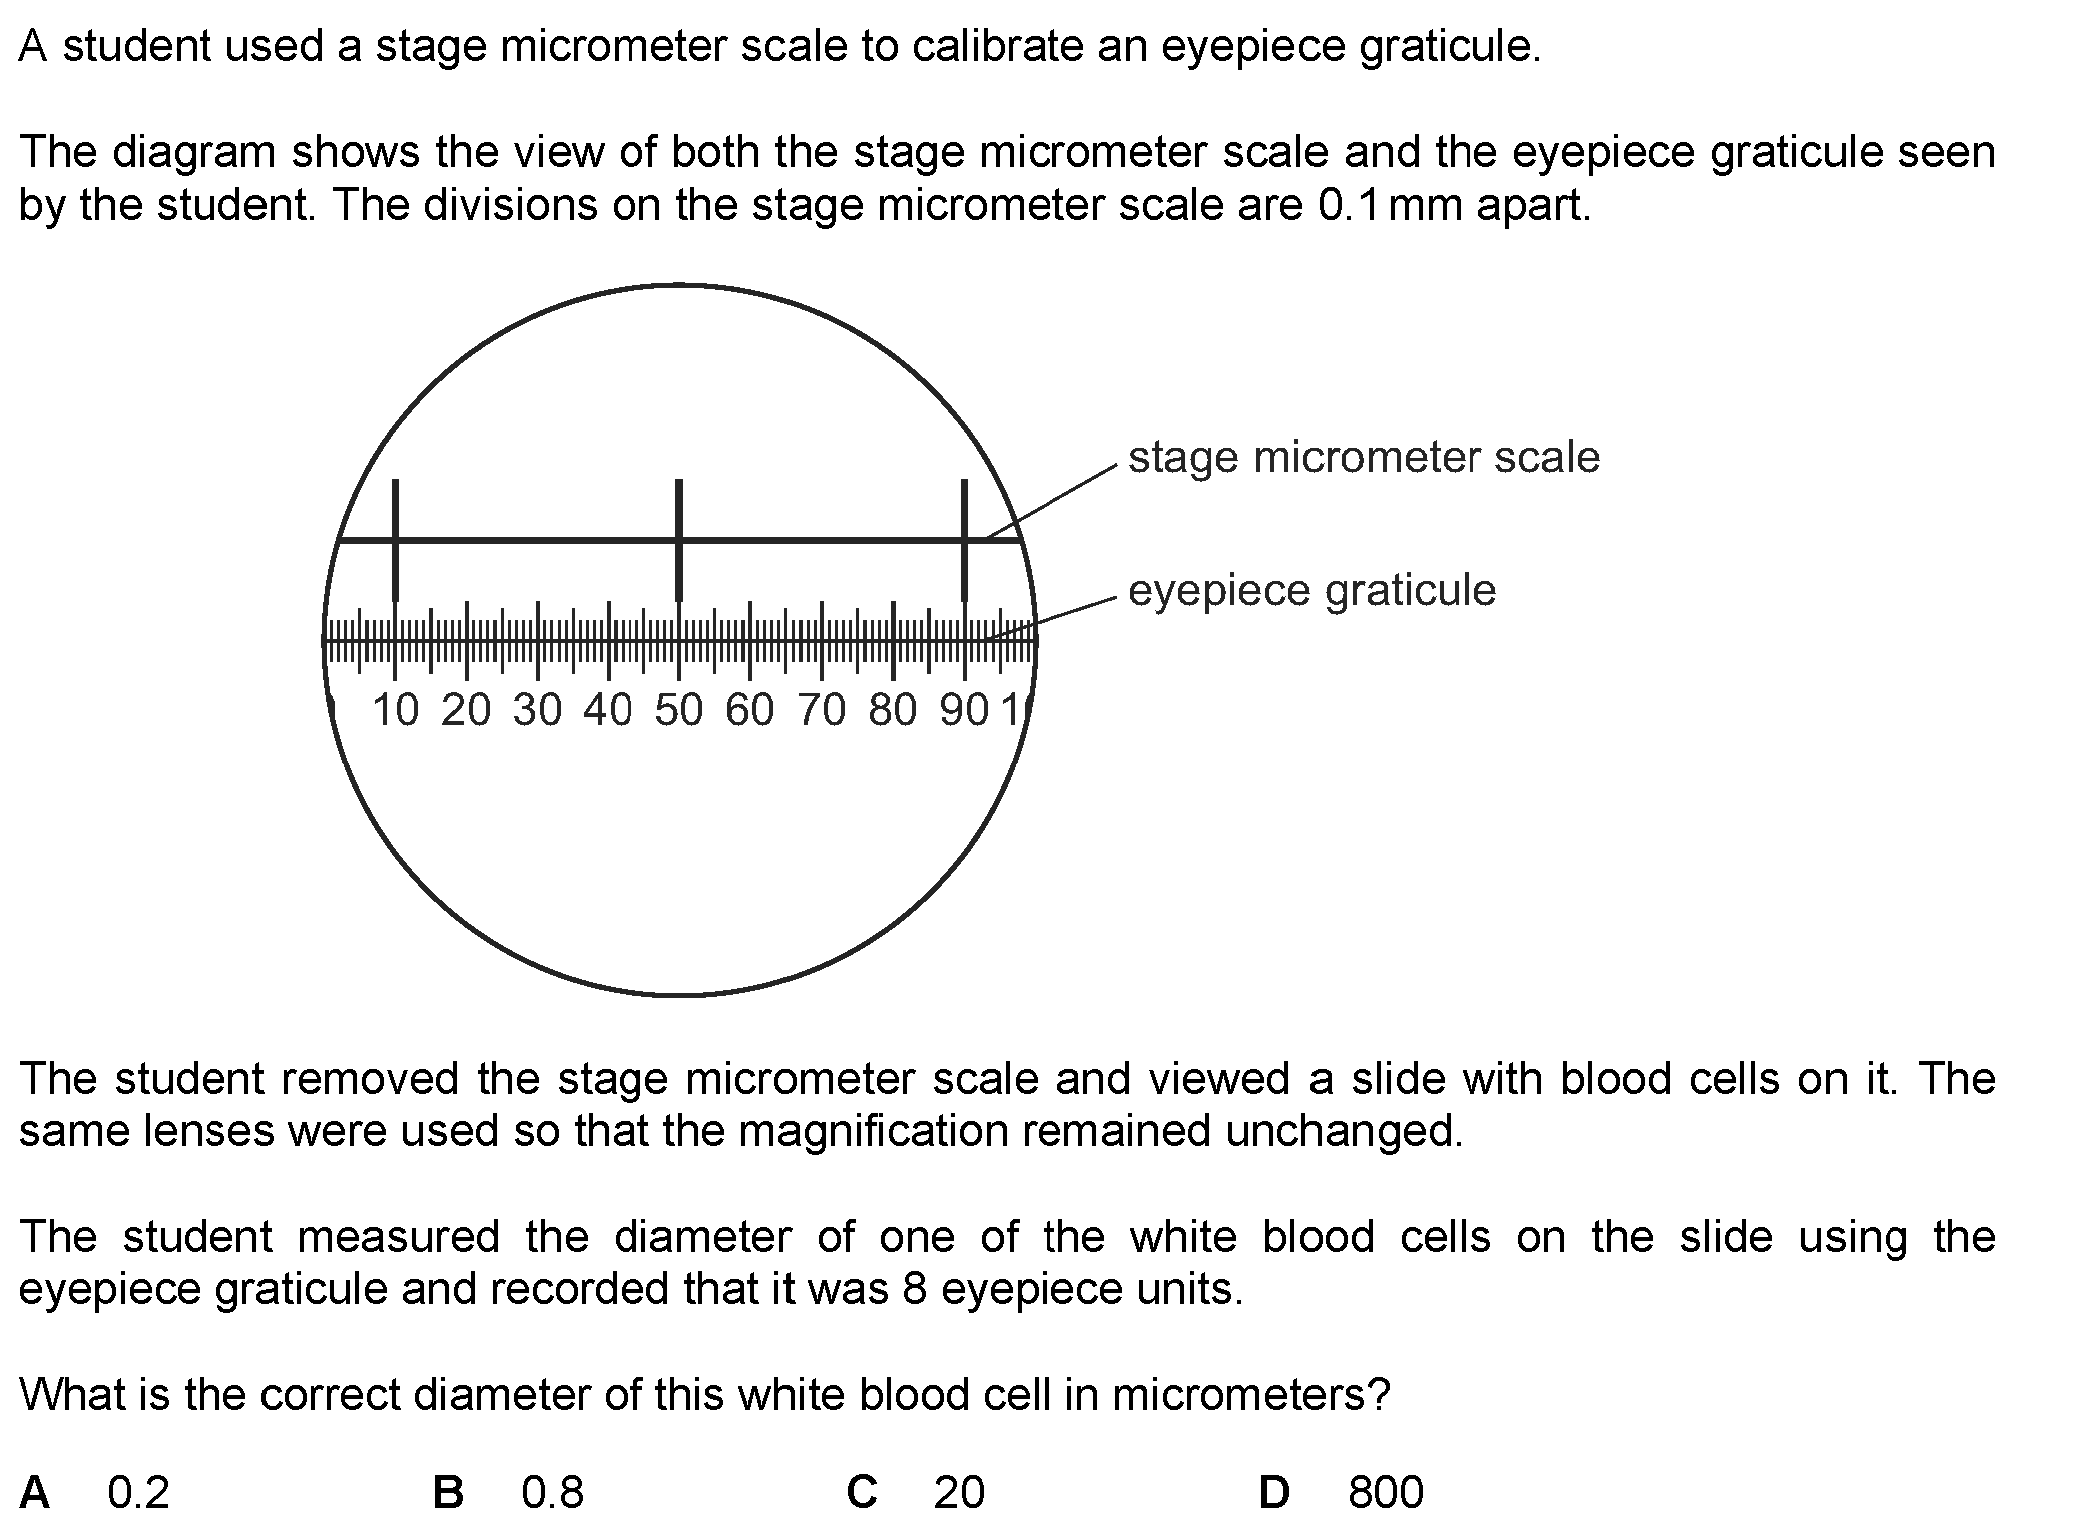 A student used a stage micrometer scale to calibrate an eyepiece graticule.
The diagram shows the view of both the stage micrometer scale and the eyepiece graticule seen
by the student. The divisions on the stage micrometer scale are 0.1 mm apart.
stage micrometer scale
eyepiece graticule
10 20 30 40 50 60 70 80 90 1
The student removed the stage micrometer scale and viewed a slide with blood cells on it. The
same lenses were used so that the magnification remained unchanged.
The student measured the diameter of one of the white blood cells on the slide using the
eyepiece graticule and recorded that it was 8 eyepiece units.
What is the correct diameter of this white blood cell in micrometers?
A 0.2 B 0.8 C 20 D 800